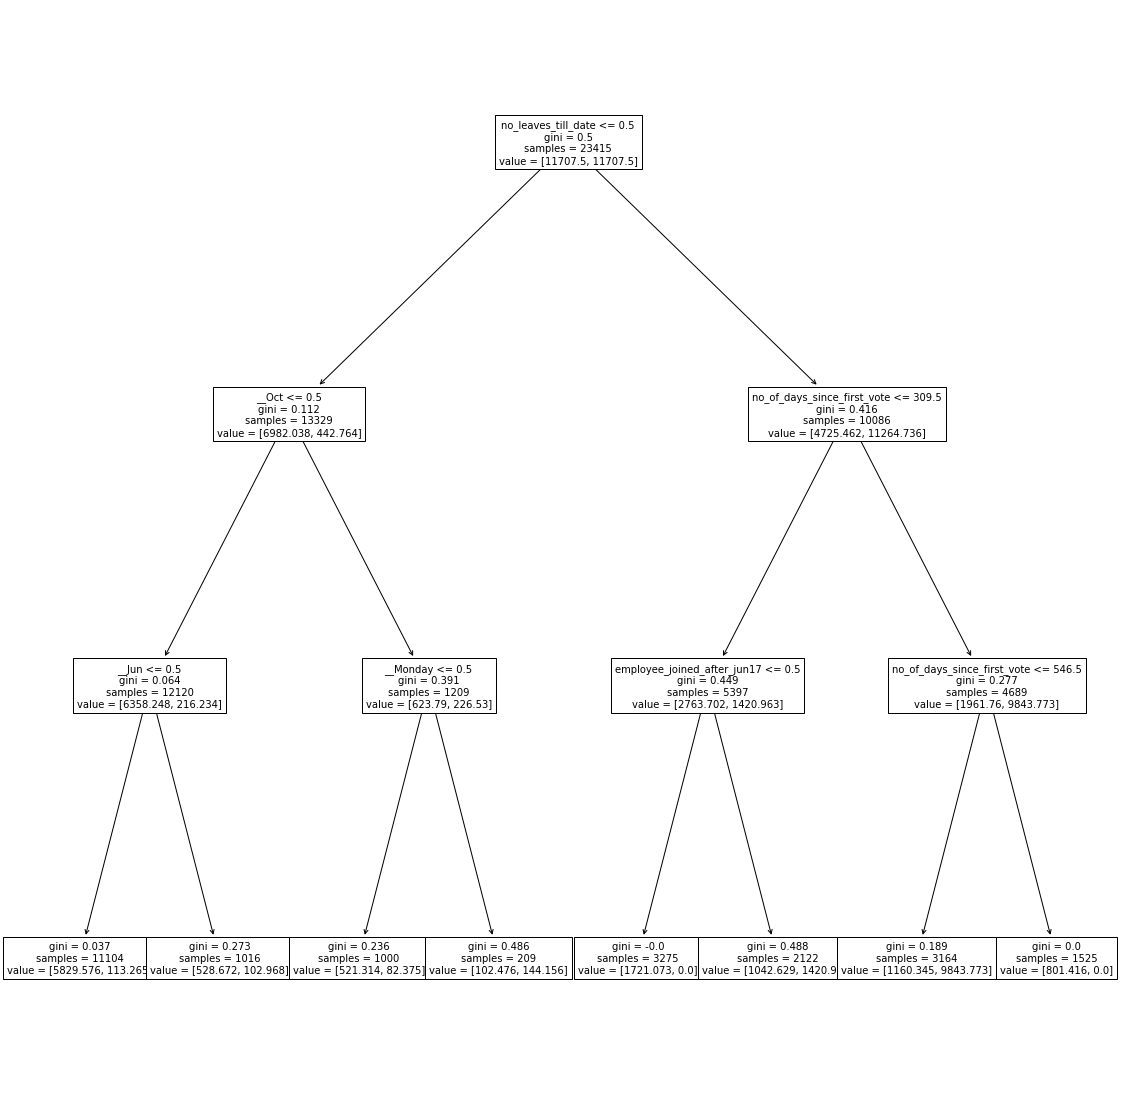 no_leaves_till_date <= 0.5
gini = 0.5
samples = 23415
value = [11707.5, 11707.5]
__Oct <= 0.5
gini = 0.112
samples = 13329
value = [6982.038, 442.764]
no_of_days_since_first_vote <= 309.5
gini = 0.416
samples = 10086
value = [4725.462, 11264.736]
__Jun <= 0.5
gini = 0.064
samples = 12120
value = [6358.248, 216.234]
__Monday <= 0.5
gini = 0.391
samples = 1209
value = [623.79, 226.53]
employee_joined_after_jun17 <= 0.5
gini = 0.449
samples = 5397
value = [2763.702, 1420.963]
no_of_days_since_first_vote <= 546.5
gini = 0.277
samples = 4689
value = [1961.76, 9843.773]
gini = 0.037
samples = 11104
value = [5829.576, 113.265
gini = 0.273
samples = 1016
value = [528.672, 102.968]
gini = 0.236
samples = 1000
value = [521.314, 82.375]
gini = 0.486
samples = 209
value = [102.476, 144.156]
gini = -0.0
samples = 3275
value = [1721.073, 0.0]
gini = 0.488
samples = 2122
value = [1042.629, 1420.9
gini = 0.189
samples = 3164
value = [1160.345, 9843.773]
gini = 0.0
samples = 1525
value = [801.416, 0.0]